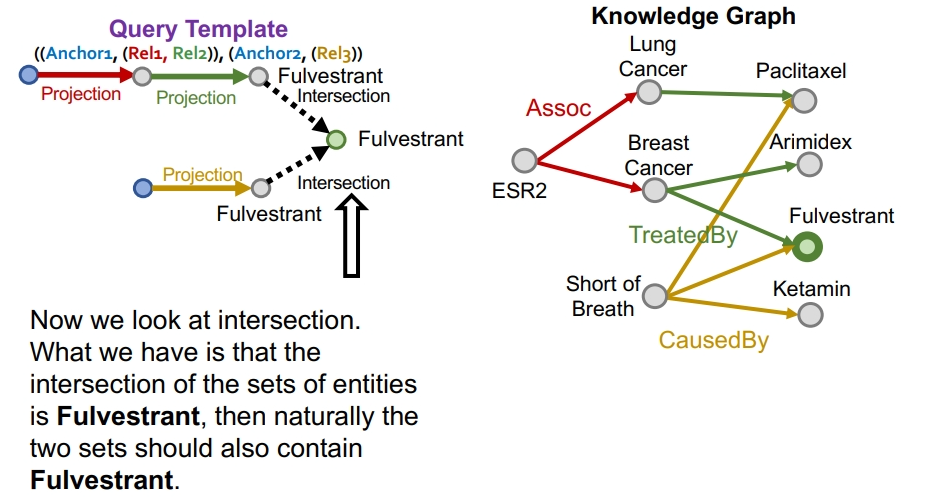 Query Template
((Anchor1, (Rel1, Rel2)), (Anchor2, (Rel3))
Projection
Projection
Fulvestrant
Intersection
Fulvestrant
Projection
Intersection
Fulvestrant
Now we look at intersection.
What we have is that the
intersection of the sets of entities
is Fulvestrant, then naturally the
two sets should also contain
Fulvestrant.
Knowledge Graph
Lung
Cancer
Paclitaxel
Assoc
Breast
Cancer
Arimidex
ESR2
Fulvestrant
TreatedBy
Short of
Breath
Ketamin
CausedBy